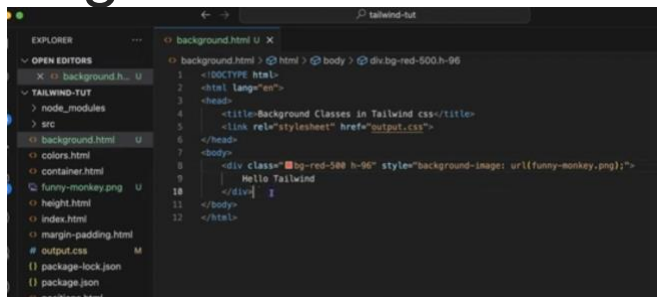 tailwind-tut
EXPLORER ...
background.html U X
OPEN EDITORS
X background.h... U
TAILWIND-TUT
node_modules
src
background.html U
colors.html
container.html
funny-monkey.png U
height.html
index.html
margin-padding.html
output.css M
package-lock.json
package.json
background.html > html > body > div.bg-red-500.h-96
1 <!DOCTYPE html>
2 <html lang="en">
3 <head>
4 <title>Background Classes in Tailwind css</title>
5 <link rel="stylesheet" href="output.css">
6 </head>
7 <body>
8 <div class="bg-red-500 h-96" style="background-image: url(funny-monkey.png);">
9 Hello Tailwind
10 </div>
11 </body>
12 </html>